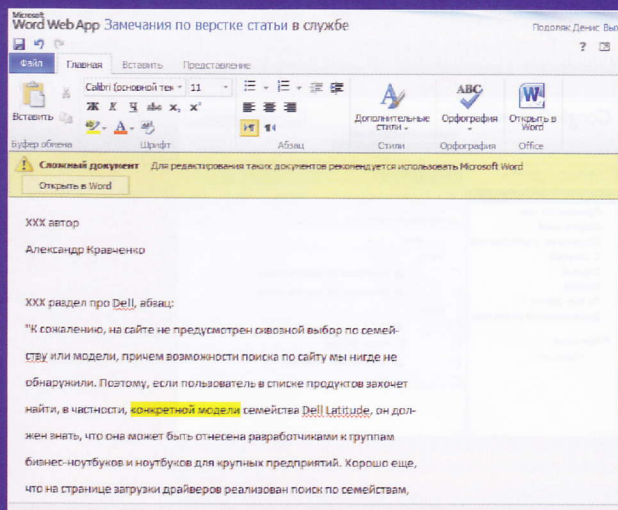 Microsoft
Word Web App Замечания по верстке статьи в службе
Подоляк Денис Вы
Файл Главная Вставить Представление
Calibri (основной тек 11
Ж К Ч abc x, x
Вставить
Дополнительные стили
ABC
Орфография
Открыть в Word
Буфер обмена Шрифт Абзац Стили Орфография Office
Сложный документ Для редактирования таких документов рекомендуется использовать Microsoft Word
Открыть в Word
XXX автор
Александр Кравченко
XXX раздел про Dell, абзац:
"К сожалению, на сайте не предусмотрен сквозной выбор по семей-
ству или модели, причем возможности поиска по сайту мы нигде не
обнаружили. Поэтому, если пользователь в списке продуктов захочет
найти, в частности, конкретной модели семейства Dell Latitude, он дол-
жен знать, что она может быть отнесена разработчиками к группам
бизнес-ноутбуков и ноутбуков для крупных предприятий. Хорошо еще,
что на странице загрузки драйверов реализован поиск по семействам,